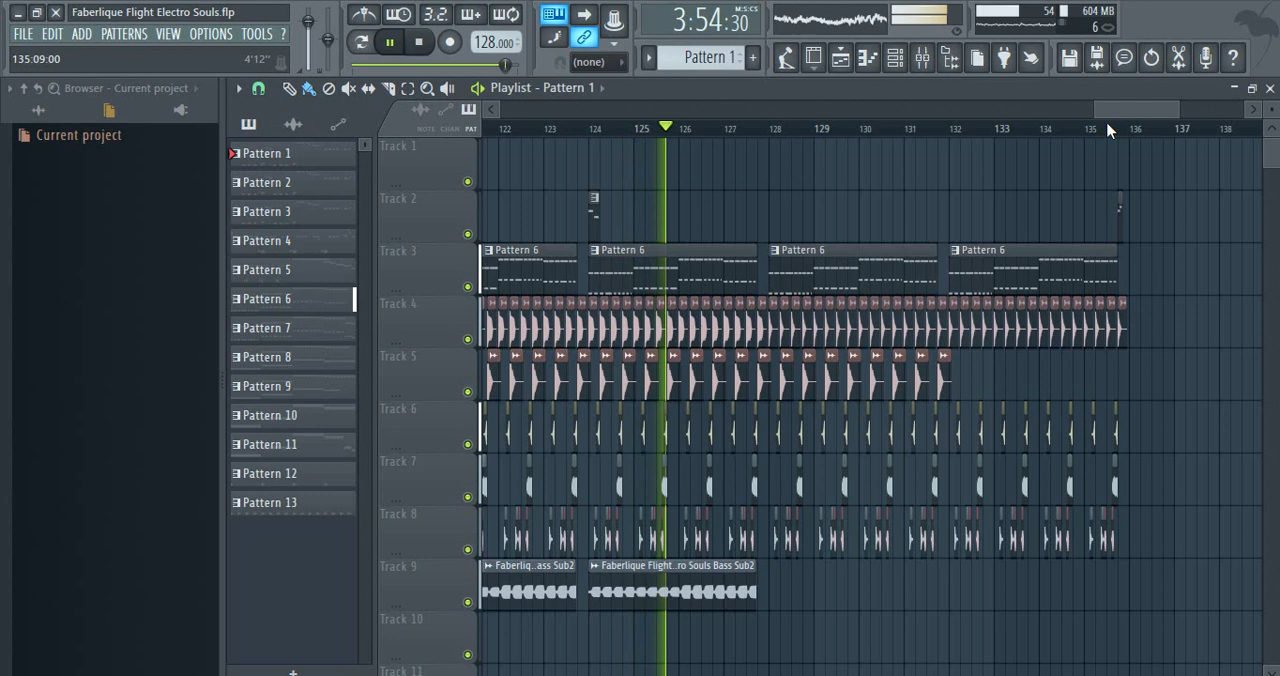 Faberlique Flight Electro Souls.flp
FILE EDIT ADD PATTERNS VIEW OPTIONS TOOLS ?
135:09:00 4'12"
3.2..
128.000
(none)
3:54:30 M:S:CS
Pattern 1
54 604 MB
6
Browser - Current project
Current project
Playlist - Pattern 1
NOTE CHAN PAT
122 123 124 125 126 127 128 129 130 131 132 133 134 135 136 137 138
Pattern 1
Pattern 2
Pattern 3
Pattern 4
Pattern 5
Pattern 6
Pattern 7
Pattern 8
Pattern 9
Pattern 10
Pattern 11
Pattern 12
Pattern 13
Track 1
Track 2
Track 3
Pattern 6 Pattern 6 Pattern 6 Pattern 6
Track 4
Track 5
Track 6
Track 7
Track 8
Track 9
Faberliq..ass Sub2 Faberlique Flight..ro Souls Bass Sub2
Track 10
Track 11